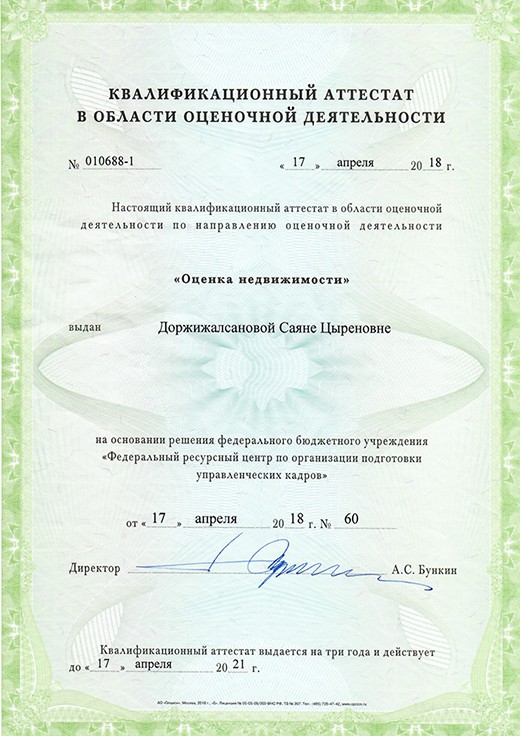 КВАЛИФИКАЦИОННЫЙ АТТЕСТАТ
В ОБЛАСТИ ОЦЕНОЧНОЙ ДЕЯТЕЛЬНОСТИ
№ 010688-1 « 17 » апреля 20 18 г.
Настоящий квалификационный аттестат в области оценочной
деятельности по направлению оценочной деятельности
«Оценка недвижимости»
выдан Доржижалсановой Саяне Цыреновне
на основании решения федерального бюджетного учреждения
«Федеральный ресурсный центр по организации подготовки
управленческих кадров»
от « 17 » апреля 20 18 г. № 60
Директор А.С. Бункин
Квалификационный аттестат выдается на три года и действует
до « 17 » апреля 20 21 г.